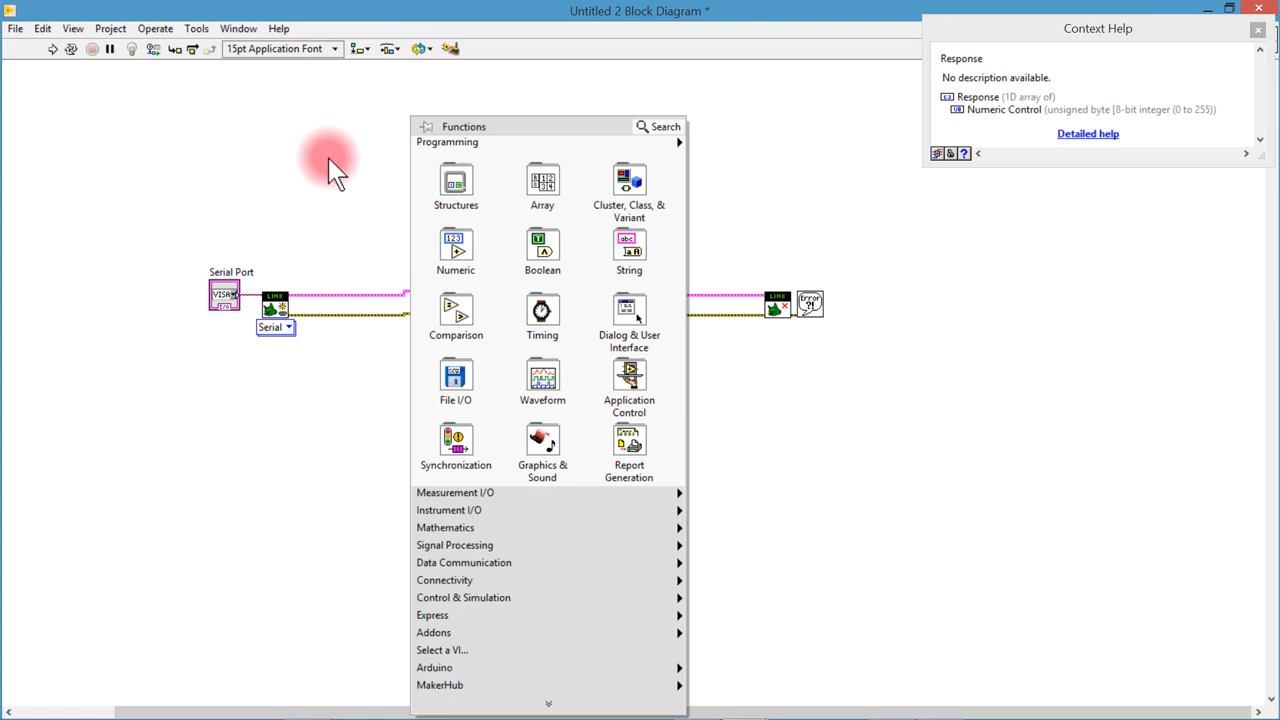 Untitled 2 Block Diagram *
File Edit View Project Operate Tools Window Help
15pt Application Font
Context Help
Response
No description available.
Response (1D array of)
Numeric Control (unsigned byte [8-bit integer (0 to 255)])
Detailed help
Functions Search
Programming
Structures Array Cluster, Class, & Variant
Numeric Boolean String
Comparison Timing Dialog & User Interface
File I/O Waveform Application Control
Synchronization Graphics & Sound Report Generation
Measurement I/O
Instrument I/O
Mathematics
Signal Processing
Data Communication
Connectivity
Control & Simulation
Express
Addons
Select a VI...
Arduino
MakerHub
Serial Port
VISA
I/O
LINX
Serial
LINX
Error
?!